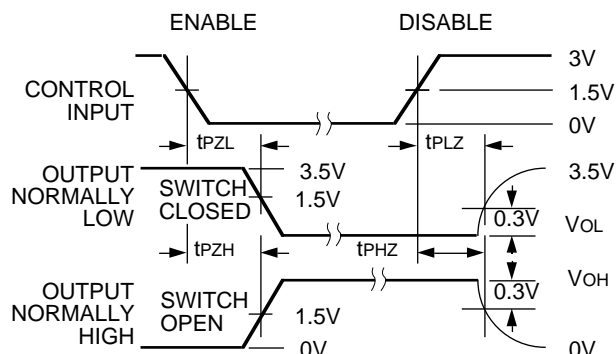 ENABLE DISABLE
3V
CONTROL INPUT 1.5V
0V
tPZL tPLZ
OUTPUT NORMALLY LOW
SWITCH CLOSED
3.5V 3.5V
1.5V
0.3V VOL
tPZH tPHZ
OUTPUT NORMALLY HIGH
SWITCH OPEN
VOH
0.3V
1.5V
0V 0V